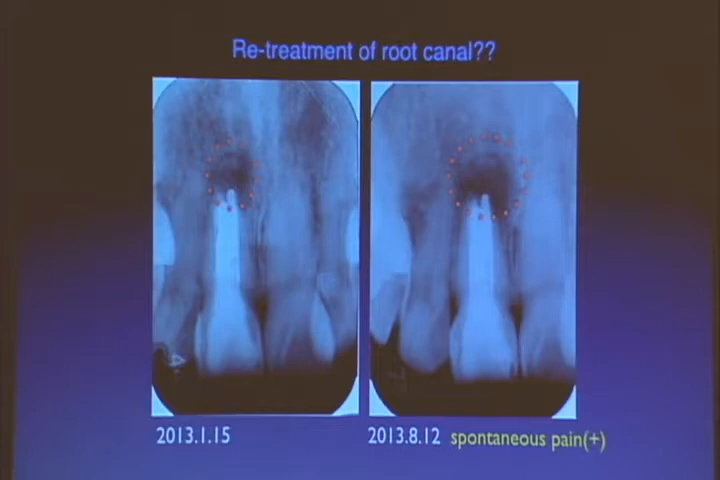 Re-treatment of root canal??
2013.1.15
2013.8.12 spontaneous pain(+)